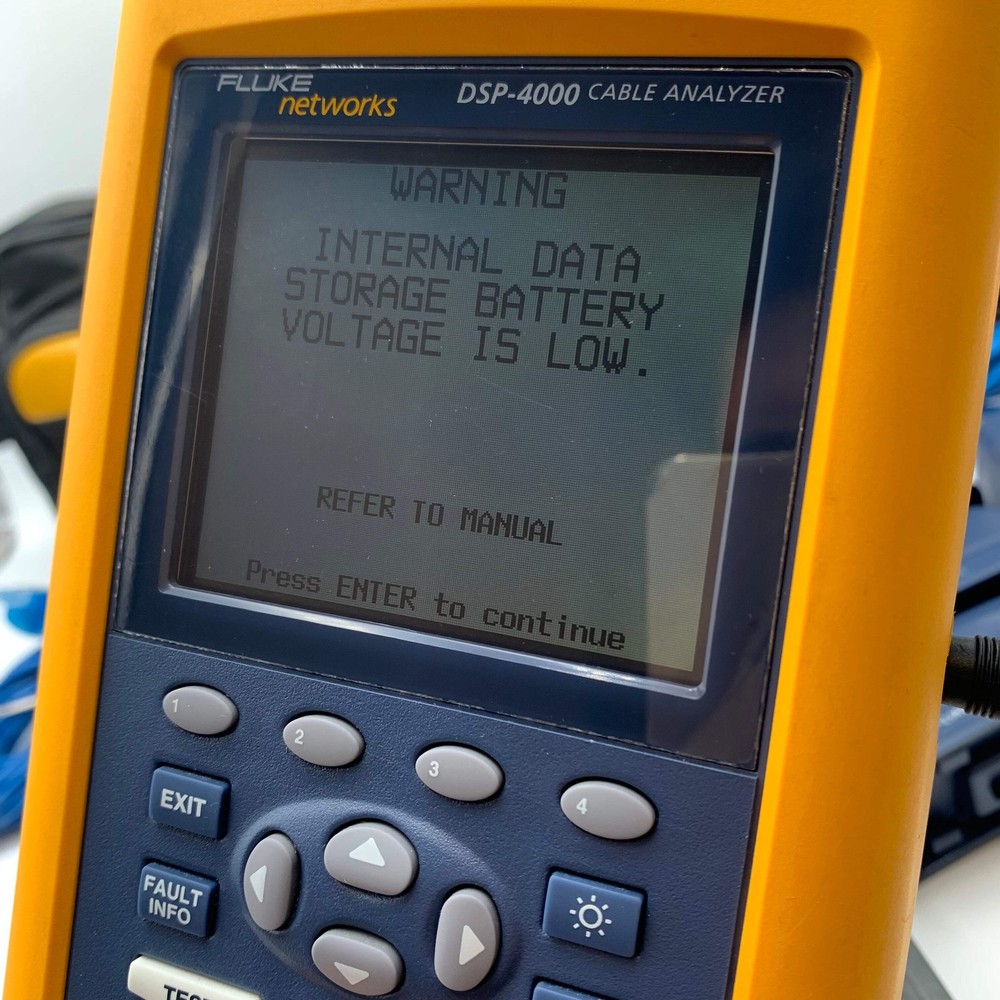 FLUKE
networks
DSP-4000 CABLE ANALYZER
WARNING
INTERNAL DATA
STORAGE BATTERY
VOLTAGE IS LOW.
REFER TO MANUAL
Press ENTER to continue
1
2
3
4
EXIT
FAULT
INFO